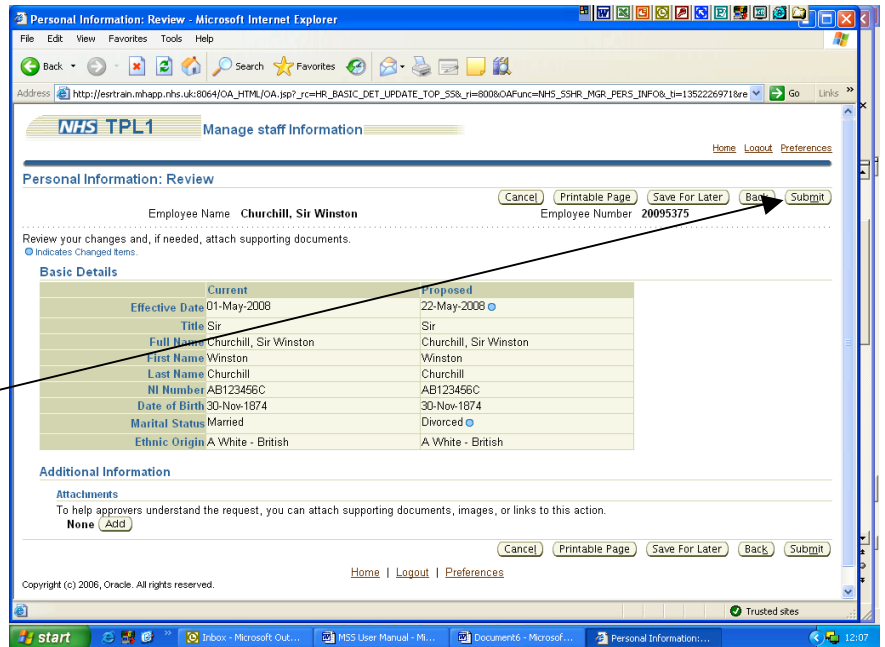 Personal Information: Review - Microsoft Internet Explorer
File Edit View Favorites Tools Help
Back Search Favorites
Address http://esrtrain.mhapp.nhs.uk:8064/OA_HTML/OA.jsp?_rc=HR_BASIC_DET_UPDATE_TOP_SS&_ri=800&OAFunc=NHS_SSHR_MGR_PERS_INFO&_ti=1352226971&re Go Links »
NHS TPL1 Manage staff Information
Home Logout Preferences
Personal Information: Review
Cancel Printable Page Save For Later Back Submit
Employee Name Churchill, Sir Winston Employee Number 20095375
Review your changes and, if needed, attach supporting documents.
Indicates Changed Items.
Basic Details
Current Proposed
Effective Date 01-May-2008 22-May-2008
Title Sir Sir
Full Name Churchill, Sir Winston Churchill, Sir Winston
First Name Winston Winston
Last Name Churchill Churchill
NI Number AB123456C AB123456C
Date of Birth 30-Nov-1874 30-Nov-1874
Marital Status Married Divorced
Ethnic Origin A White - British A White - British
Additional Information
Attachments
To help approvers understand the request, you can attach supporting documents, images, or links to this action.
None Add
Cancel Printable Page Save For Later Back Submit
Home | Logout | Preferences
Copyright (c) 2006, Oracle. All rights reserved.
Trusted sites
start » Inbox - Microsoft Out... MSS User Manual - Mi... Document6 - Microsof... Personal Information:... 12:07